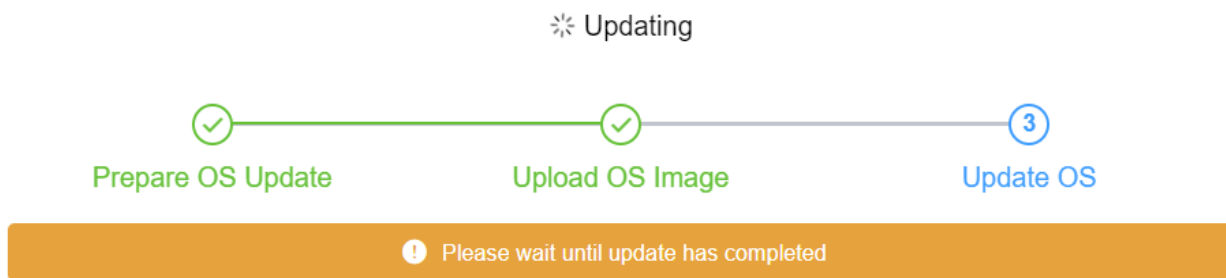 Updating
3
Prepare OS Update
Upload OS Image
Update OS
! Please wait until update has completed